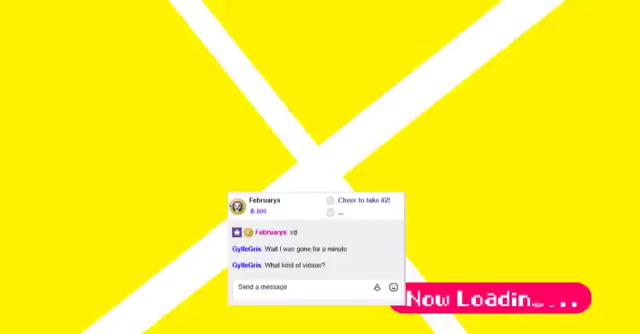 Februarys
Cheer to take #2!
800
...
Februarys: xd
GylleGris: Wait I was gone for a minute
GylleGris: What kind of videos?
Send a message
Now Loadin...